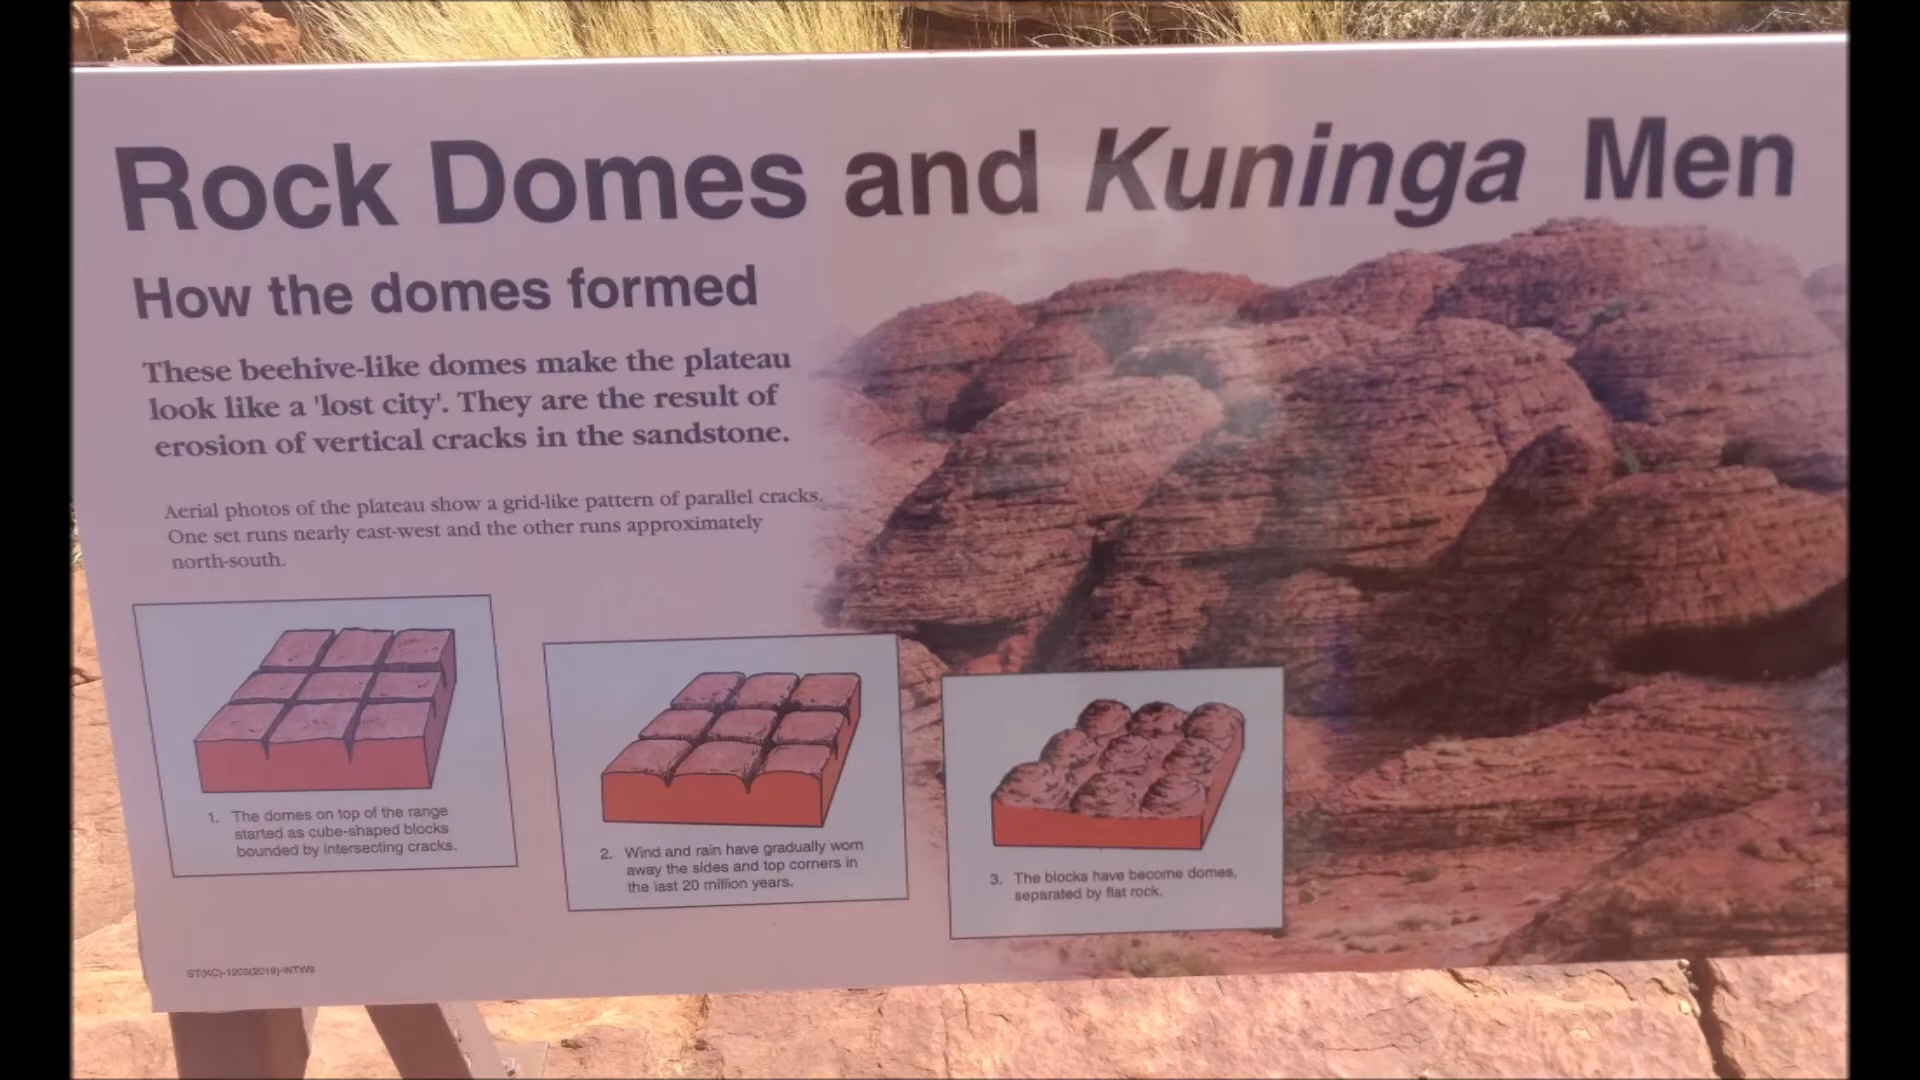 Rock Domes and Kuninga Men
How the domes formed
These beehive-like domes make the plateau
look like a 'lost city'. They are the result of
erosion of vertical cracks in the sandstone.
Aerial photos of the plateau show a grid-like pattern of parallel cracks.
One set runs nearly east-west and the other runs approximately
north-south.
1. The domes on top of the range
started as cube-shaped blocks
bounded by intersecting cracks.
2. Wind and rain have gradually worn
away the sides and top corners in
the last 20 million years.
3. The blocks have become domes,
separated by flat rock.
ST(KC)-1203(2019)-WTW9